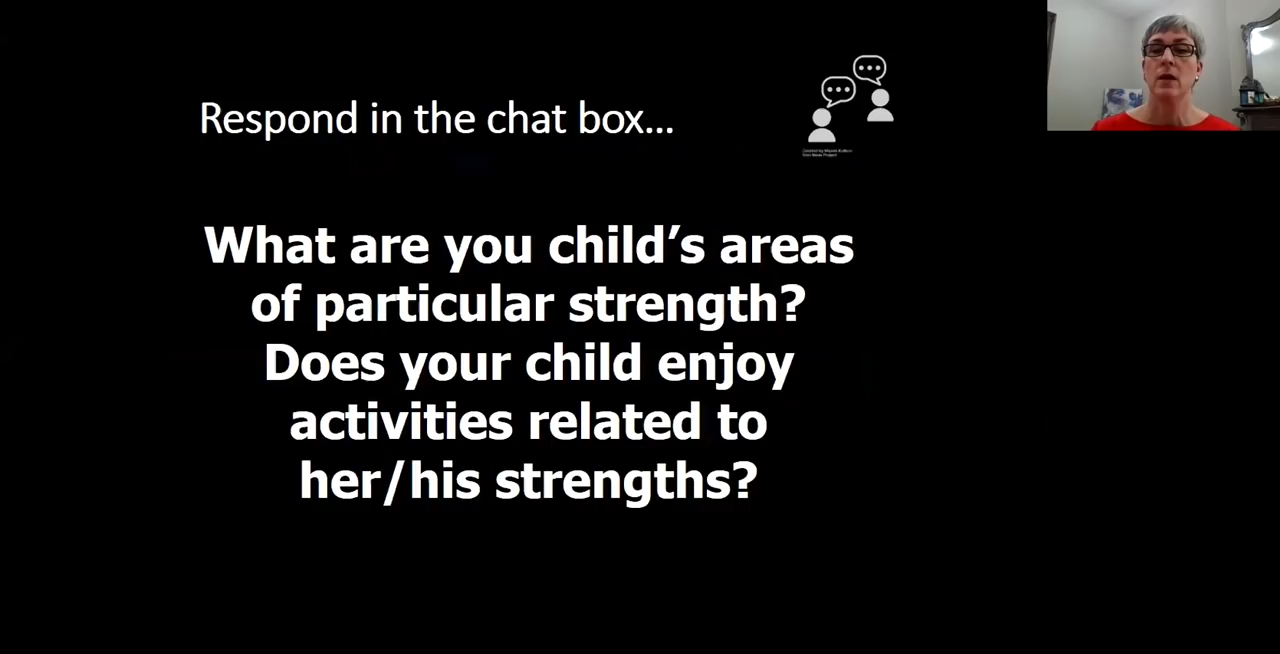 Respond in the chat box...
What are you child's areas
of particular strength?
Does your child enjoy
activities related to
her/his strengths?